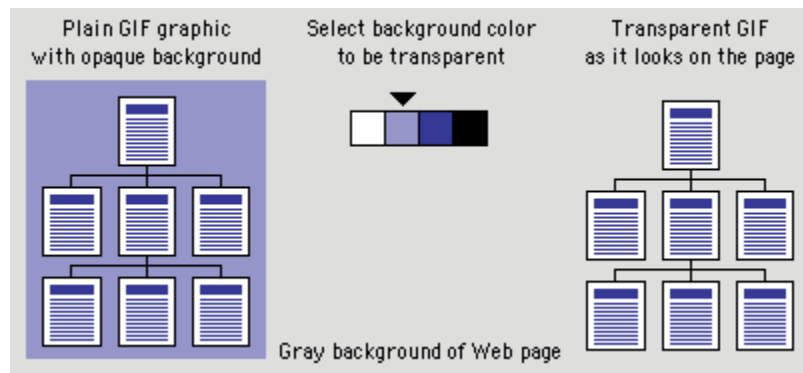 Plain GIF graphic
with opaque background
Select background color
to be transparent
Transparent GIF
as it looks on the page
Gray background of Web page